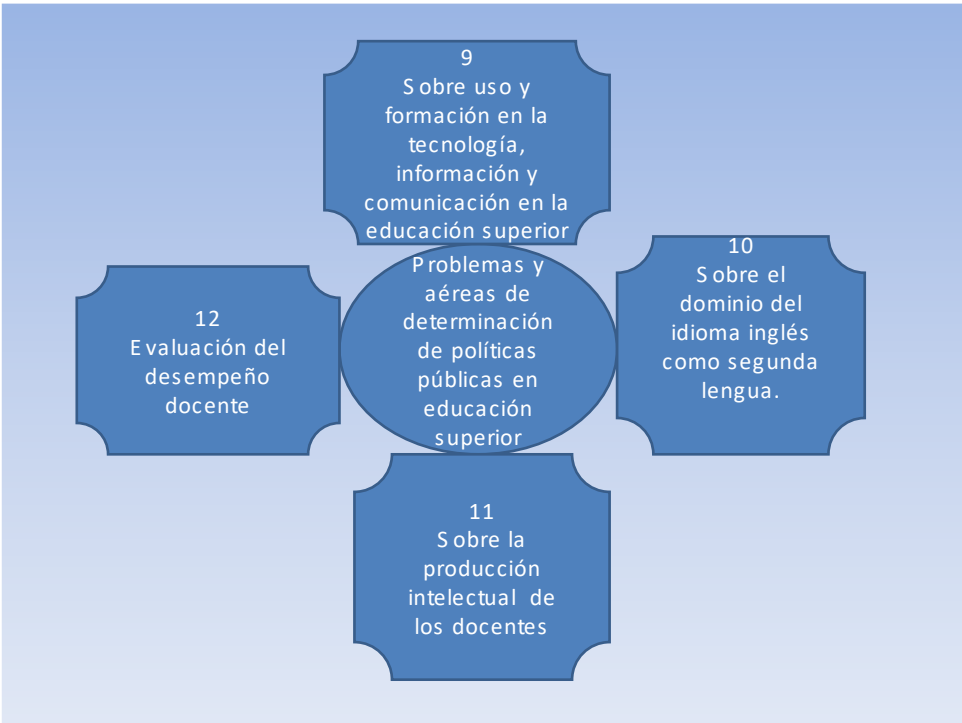 9
Sobre uso y
formación en la
tecnología,
información y
comunicación en la
educación superior
Problemas y
aéreas de
determinación
de políticas
públicas en
educación
superior
10
Sobre el
dominio del
idioma inglés
como segunda
lengua.
12
Evaluación del
desempeño
docente
11
Sobre la
producción
intelectual de
los docentes